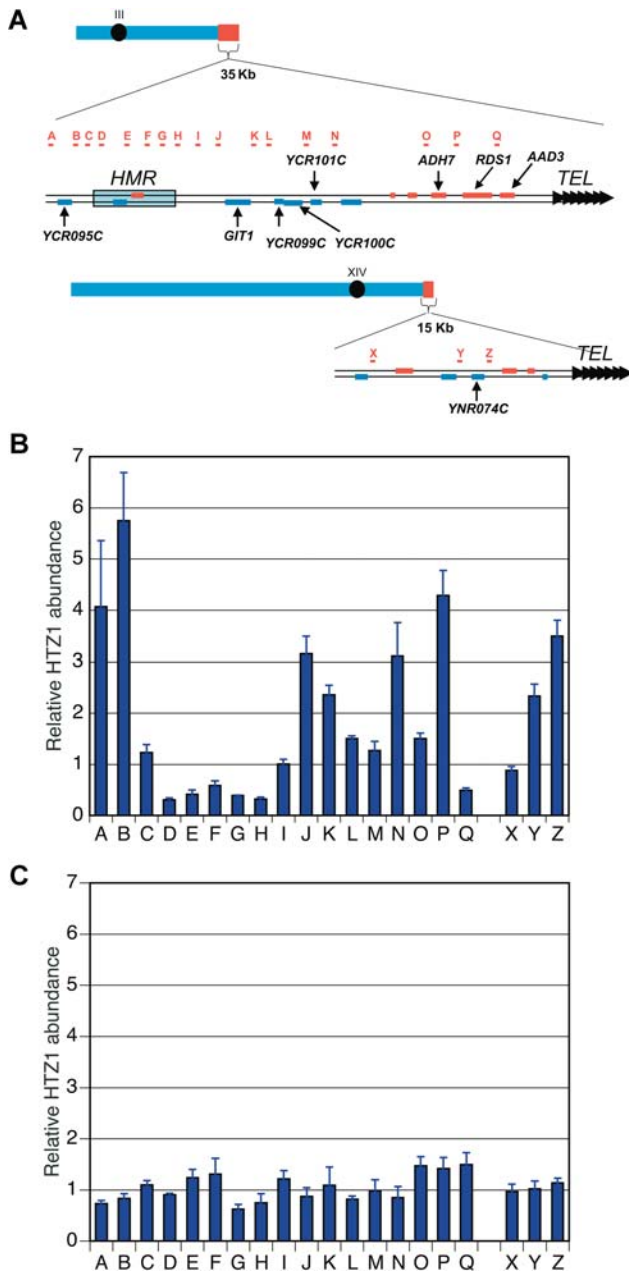 A
III
35 Kb
A B C D E F G H I J K L M N O P Q
YCR101C ADH7 RDS1 AAD3
HMR TEL
YCR095C GIT1 YCR099C YCR100C
XIV
15 Kb
X Y Z
TEL
YNR074C
B
Relative HTZ1 abundance
7
6
5
4
3
2
1
0
A B C D E F G H I J K L M N O P Q X Y Z
C
Relative HTZ1 abundance
7
6
5
4
3
2
1
0
A B C D E F G H I J K L M N O P Q X Y Z